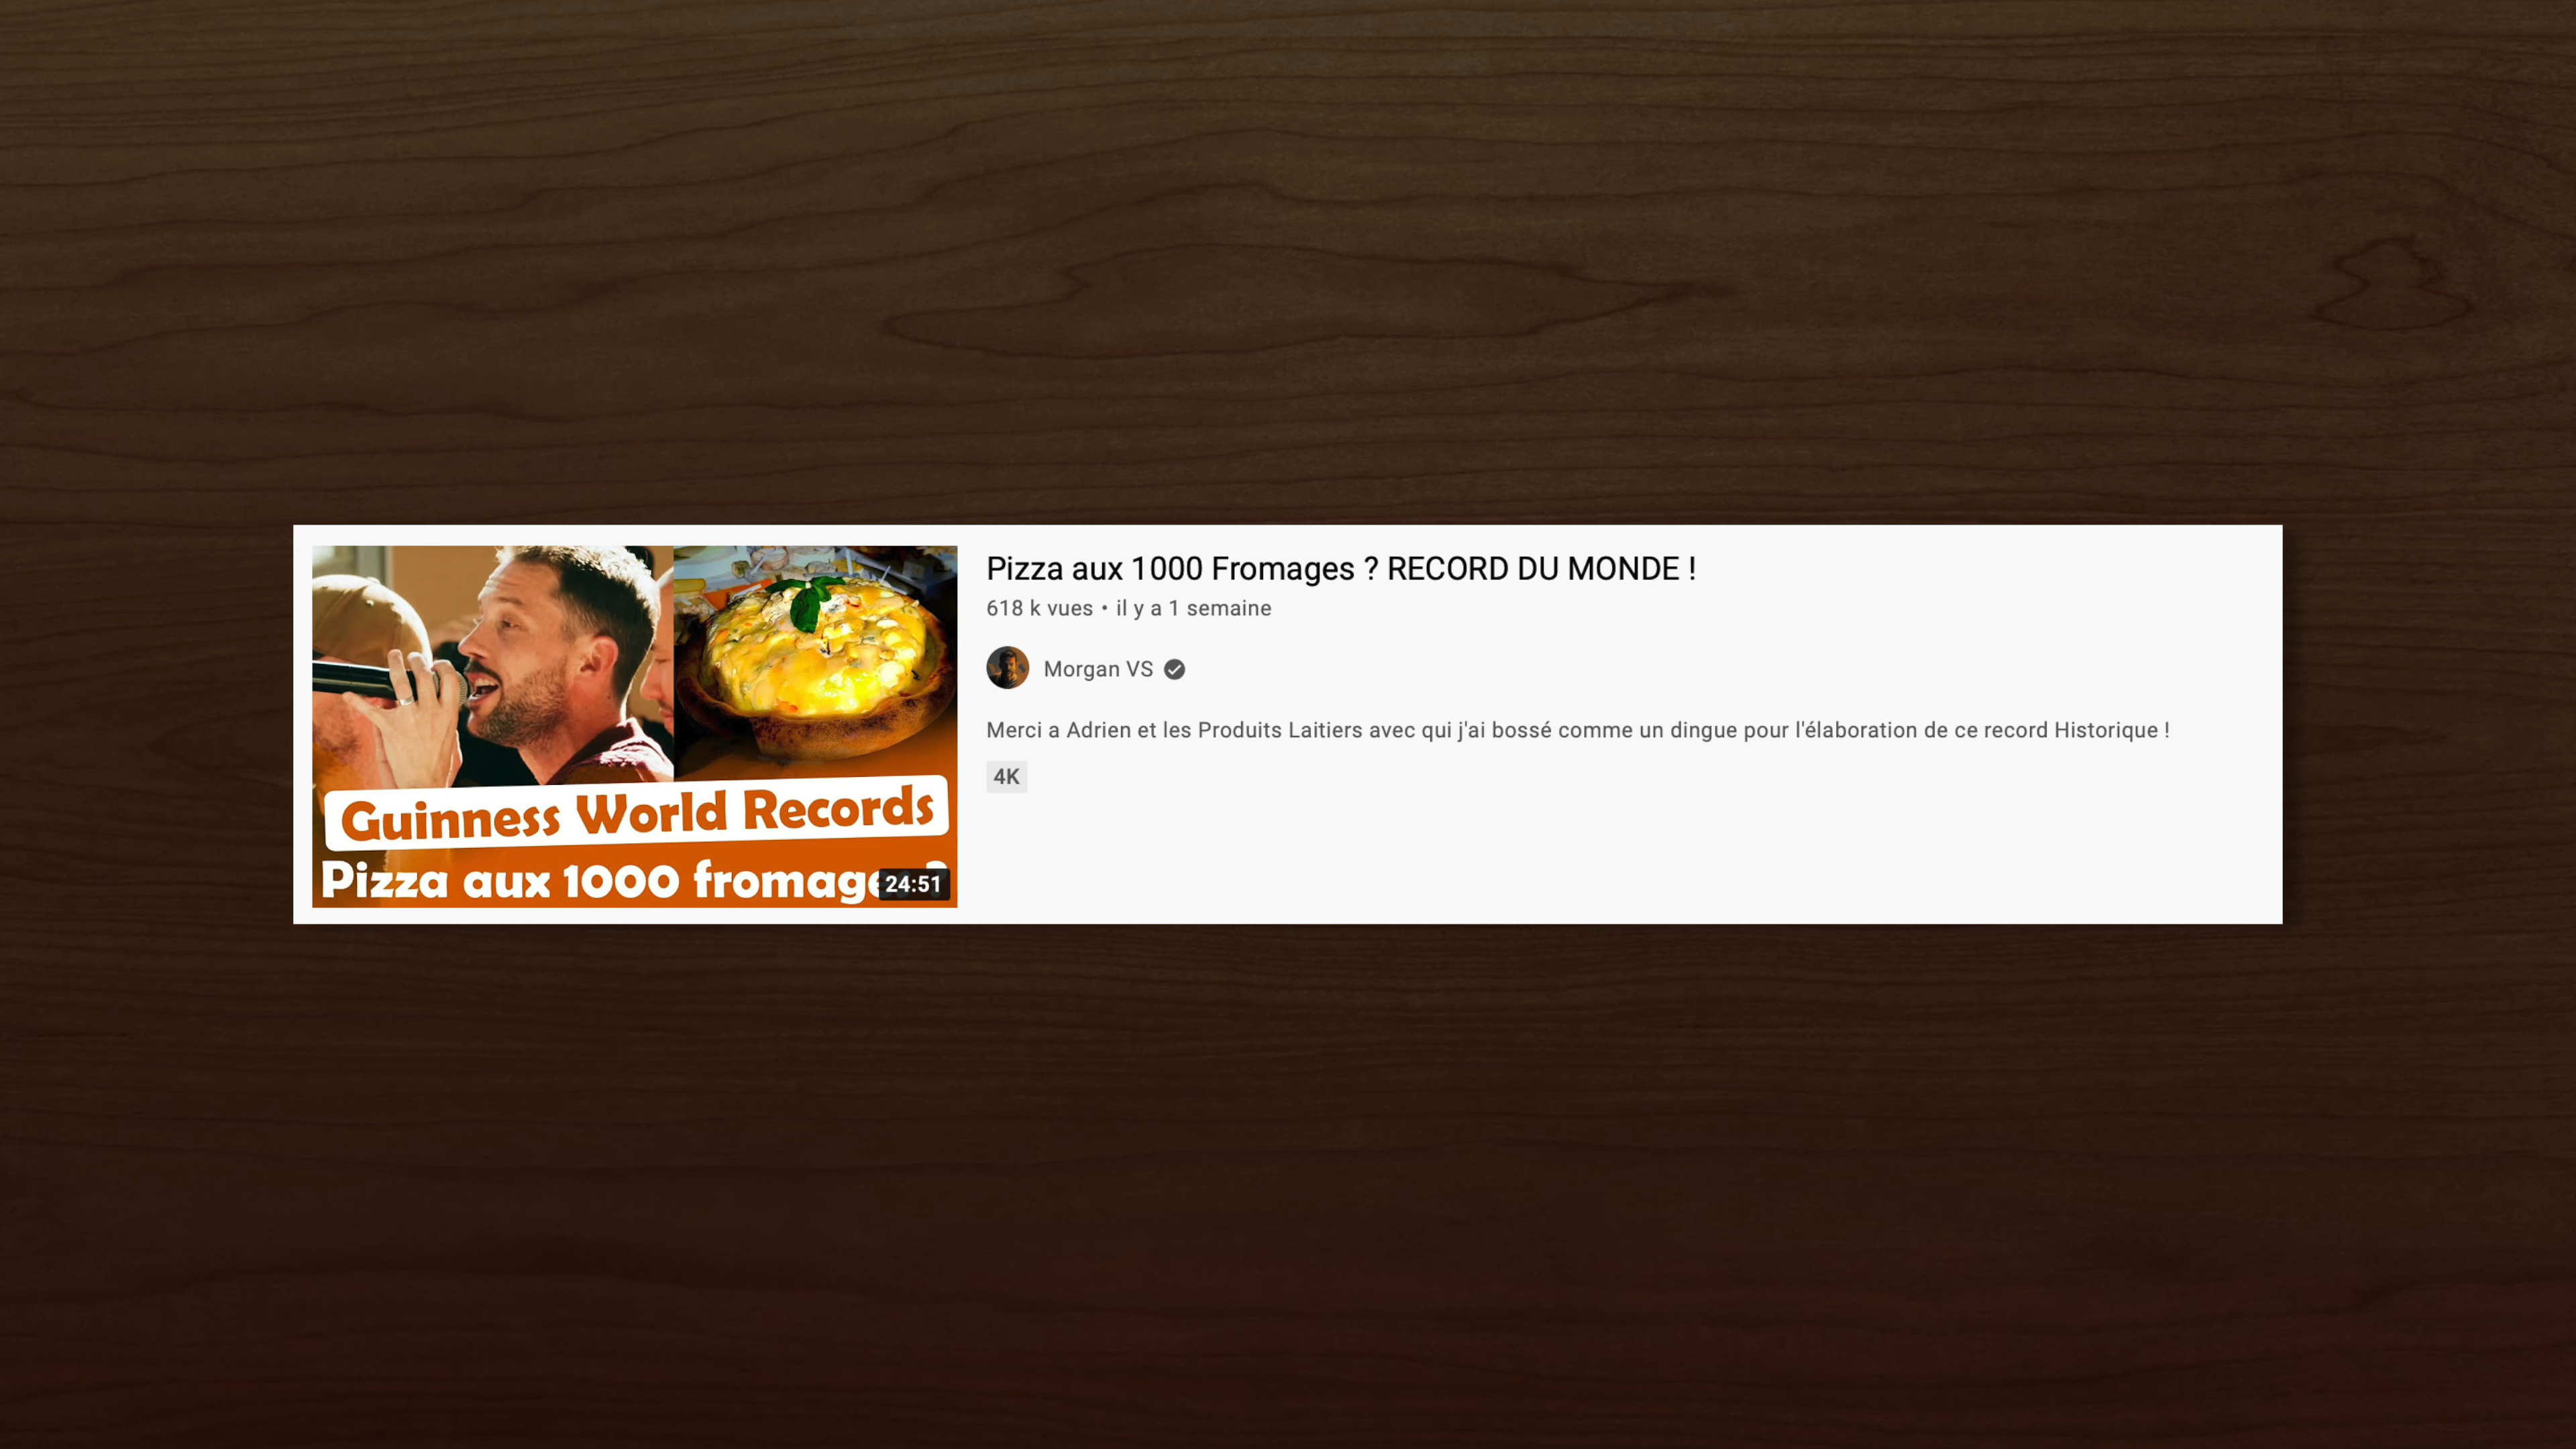 Guinness World Records
Pizza aux 1000 fromage
24:51
Pizza aux 1000 Fromages ? RECORD DU MONDE !
618 k vues • il y a 1 semaine
Morgan VS
Merci a Adrien et les Produits Laitiers avec qui j'ai bossé comme un dingue pour l'élaboration de ce record Historique !
4K